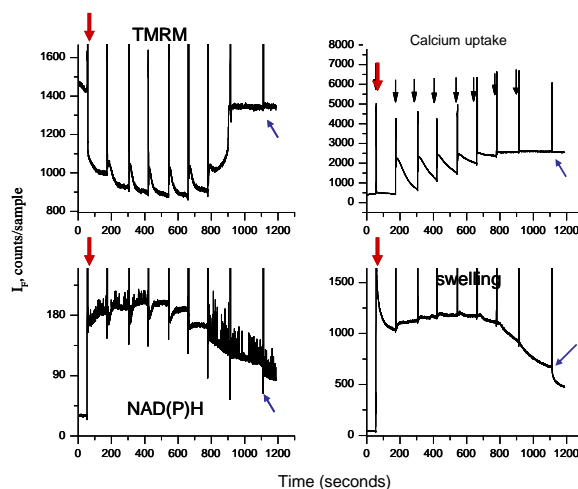 TMRM
1600
1400
1200
1000
800
0 200 400 600 800 1000 1200
Calcium uptake
8000
7000
6000
5000
4000
3000
2000
1000
0
0 200 400 600 800 1000 1200
I_F, counts/sample
180
90
0
NAD(P)H
0 200 400 600 800 1000 1200
swelling
1500
1000
500
0
0 200 400 600 800 1000 1200
Time (seconds)